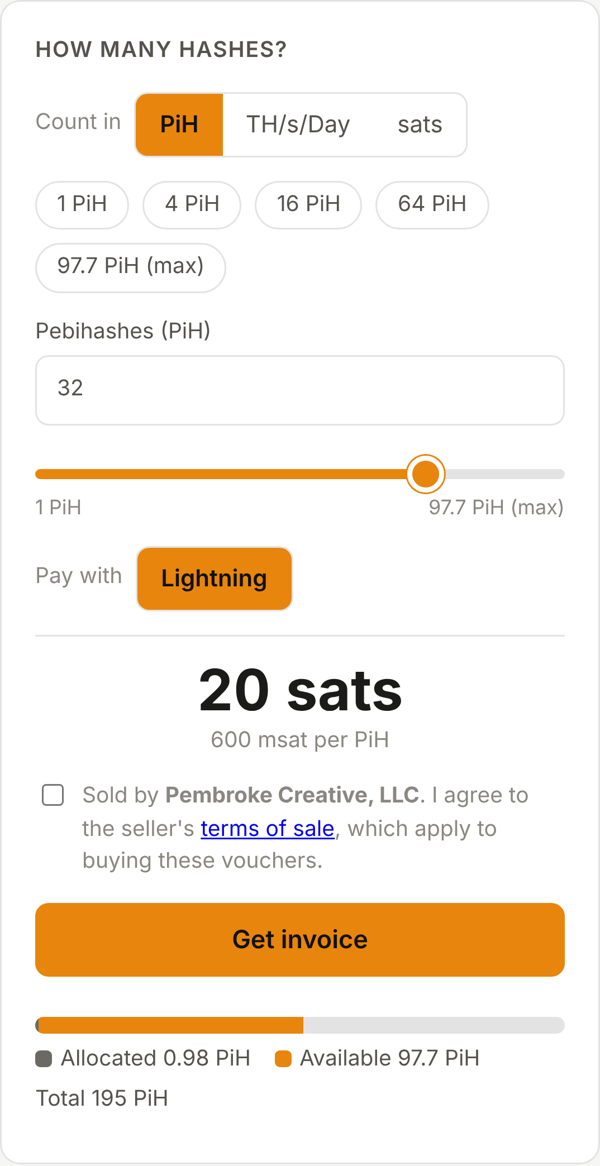 HOW MANY HASHES?
Count in PiH TH/s/Day sats
1 PiH 4 PiH 16 PiH 64 PiH
97.7 PiH (max)
Pebihashes (PiH)
32
1 PiH 97.7 PiH (max)
Pay with Lightning
20 sats
600 msat per PiH
Sold by Pembroke Creative, LLC. I agree to
the seller's terms of sale, which apply to
buying these vouchers.
Get invoice
Allocated 0.98 PiH Available 97.7 PiH
Total 195 PiH